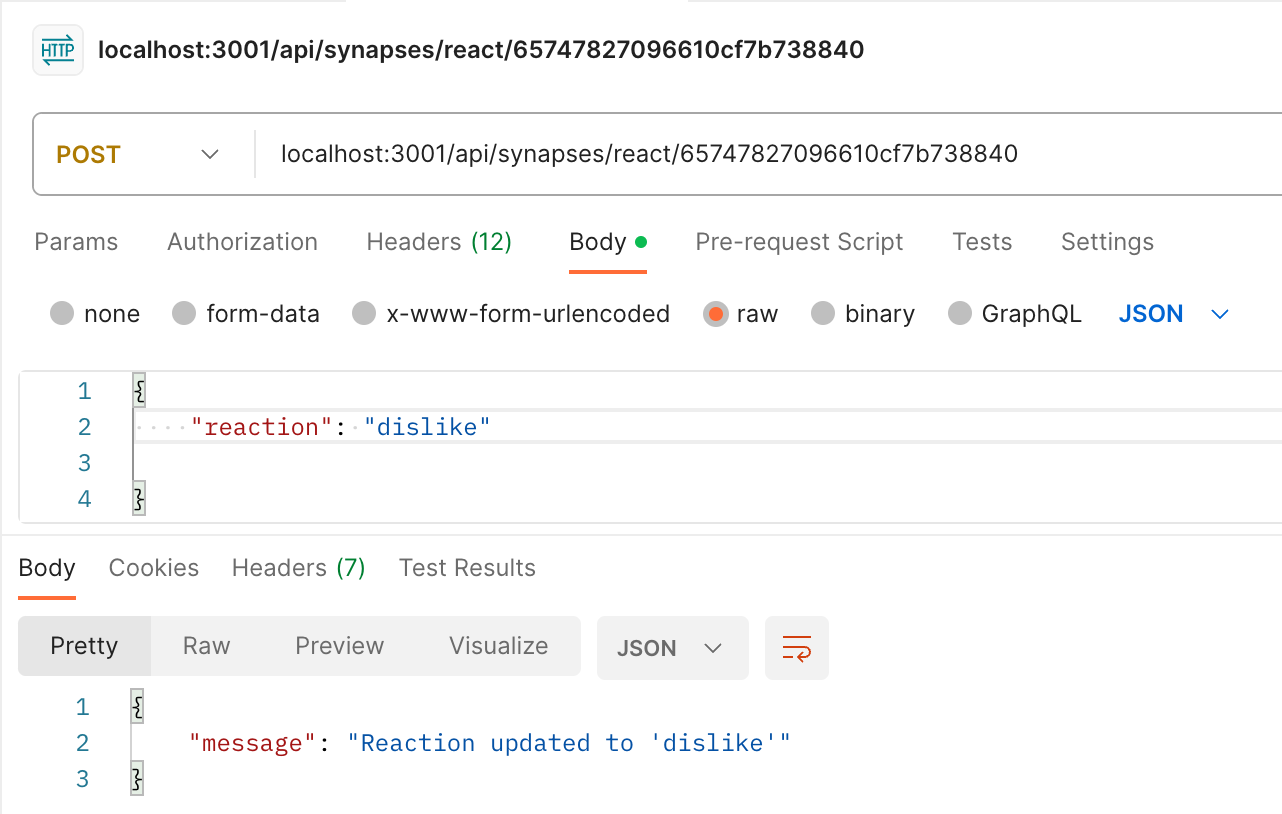 HTTP localhost:3001/api/synapses/react/65747827096610cf7b738840
POST localhost:3001/api/synapses/react/65747827096610cf7b738840
Params Authorization Headers (12) Body Pre-request Script Tests Settings
none form-data x-www-form-urlencoded raw binary GraphQL JSON
1 {
2 "reaction": "dislike"
3
4 }
Body Cookies Headers (7) Test Results
Pretty Raw Preview Visualize JSON
1 {
2 "message": "Reaction updated to 'dislike'"
3 }